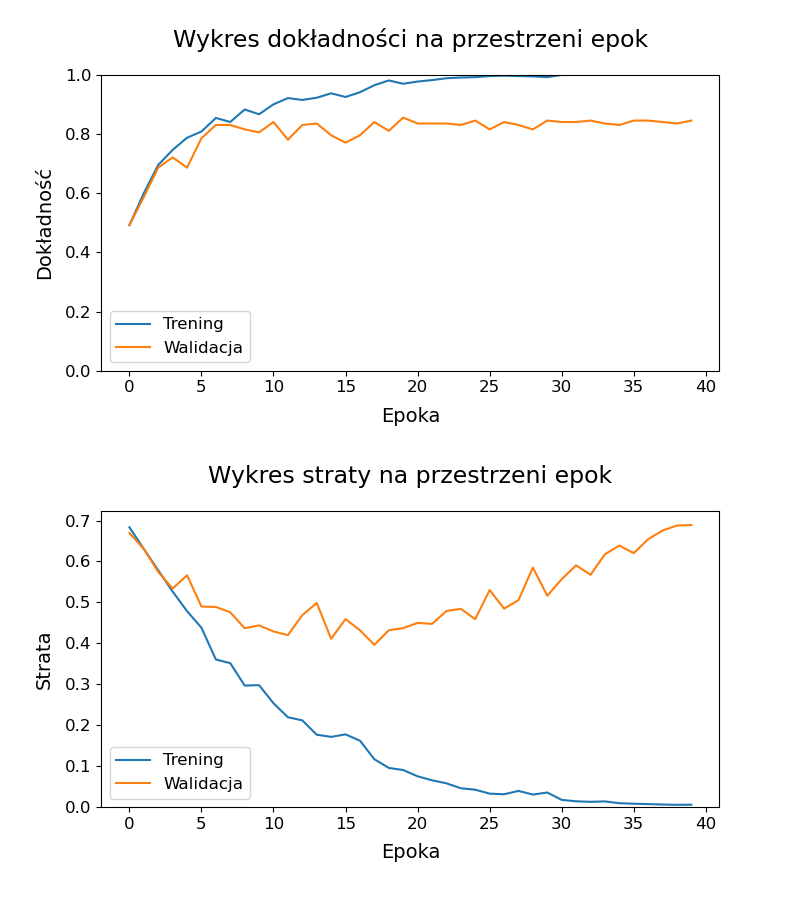 Wykres dokładności na przestrzeni epok
1.0
0.8
0.6
0.4
0.2
0.0
Dokładność
Trening
Walidacja
0 5 10 15 20 25 30 35 40
Epoka
Wykres straty na przestrzeni epok
0.7
0.6
0.5
0.4
0.3
0.2
0.1
0.0
Strata
Trening
Walidacja
0 5 10 15 20 25 30 35 40
Epoka